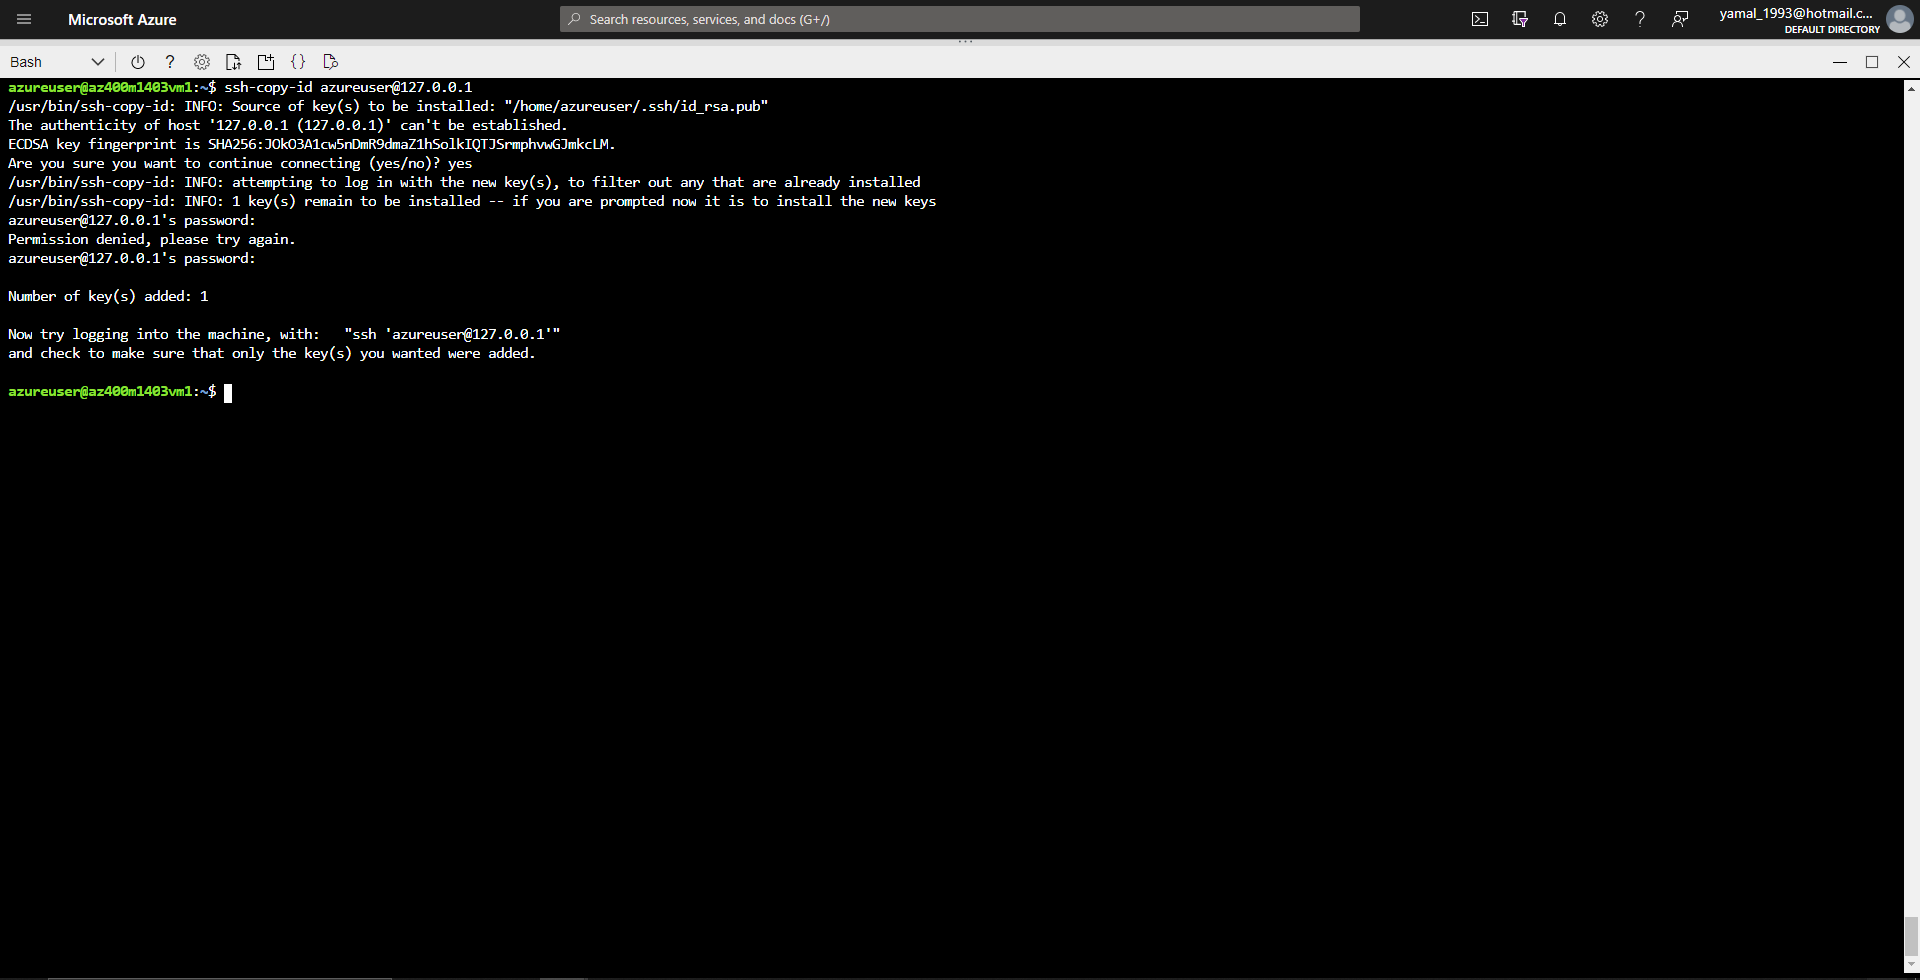 Microsoft Azure
Search resources, services, and docs (G+/)
yamal_1993@hotmail.c...
DEFAULT DIRECTORY
Bash
azureuser@az400m1403vm1:~$ ssh-copy-id azureuser@127.0.0.1
/usr/bin/ssh-copy-id: INFO: Source of key(s) to be installed: "/home/azureuser/.ssh/id_rsa.pub"
The authenticity of host '127.0.0.1 (127.0.0.1)' can't be established.
ECDSA key fingerprint is SHA256:JOkO3A1cw5nDmR9dmaZ1hSolkIQTJSrmphvwGJmkcLM.
Are you sure you want to continue connecting (yes/no)? yes
/usr/bin/ssh-copy-id: INFO: attempting to log in with the new key(s), to filter out any that are already installed
/usr/bin/ssh-copy-id: INFO: 1 key(s) remain to be installed -- if you are prompted now it is to install the new keys
azureuser@127.0.0.1's password:
Permission denied, please try again.
azureuser@127.0.0.1's password:
Number of key(s) added: 1
Now try logging into the machine, with:   "ssh 'azureuser@127.0.0.1'"
and check to make sure that only the key(s) you wanted were added.
azureuser@az400m1403vm1:~$